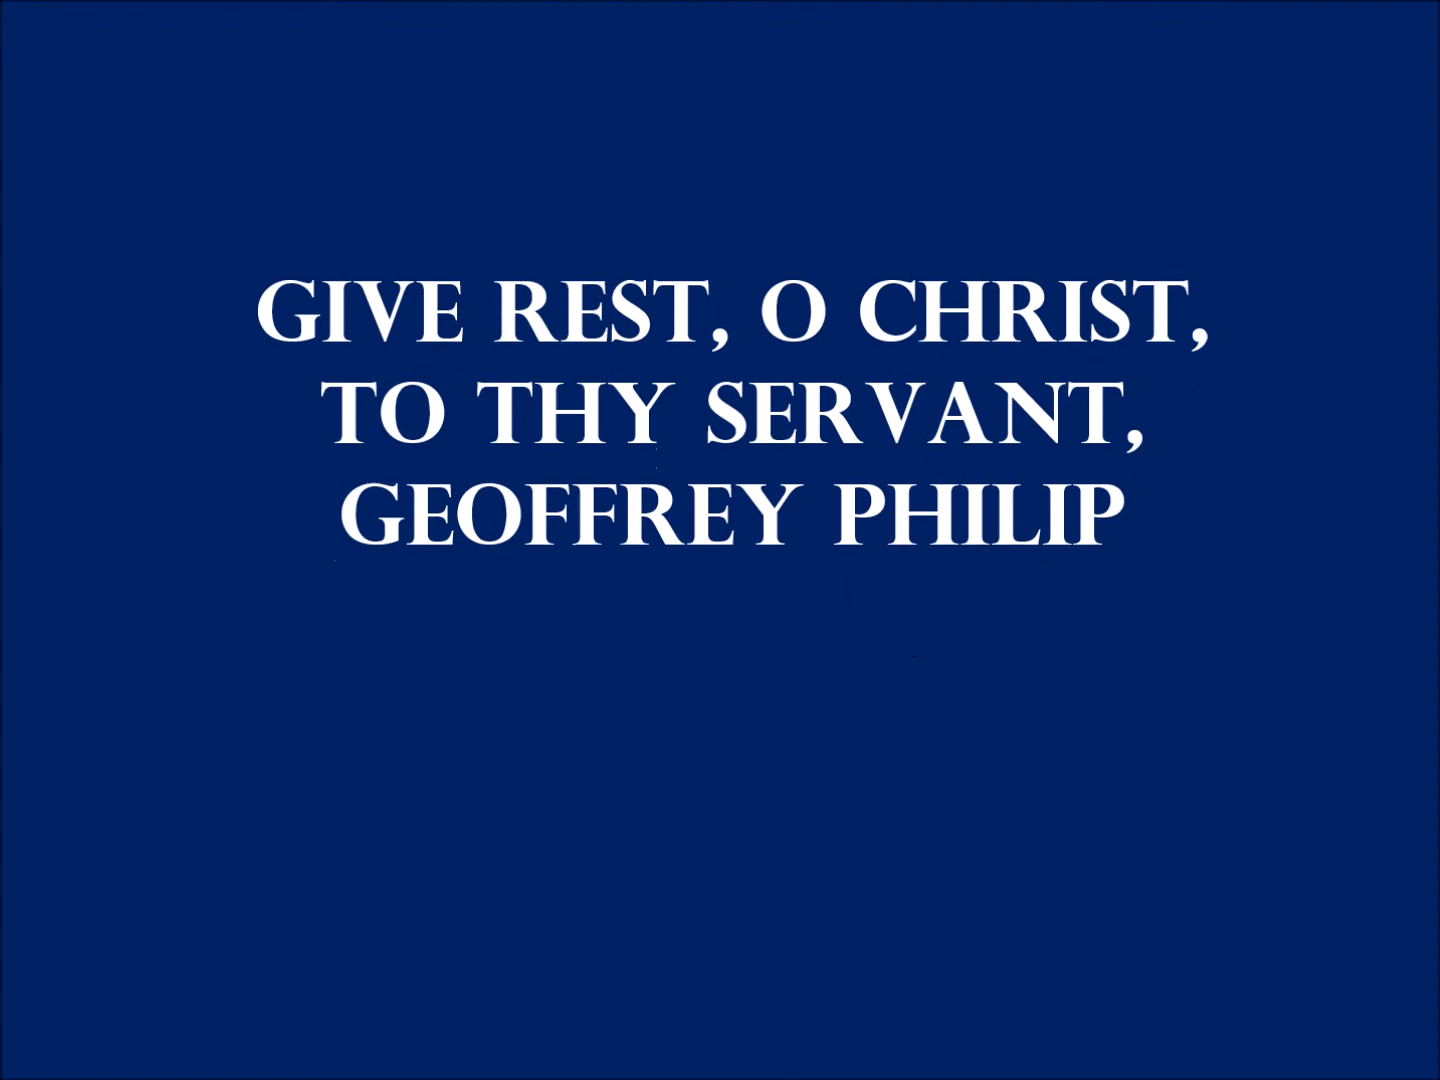 GIVE REST, O CHRIST,
TO THY SERVANT,
GEOFFREY PHILIP